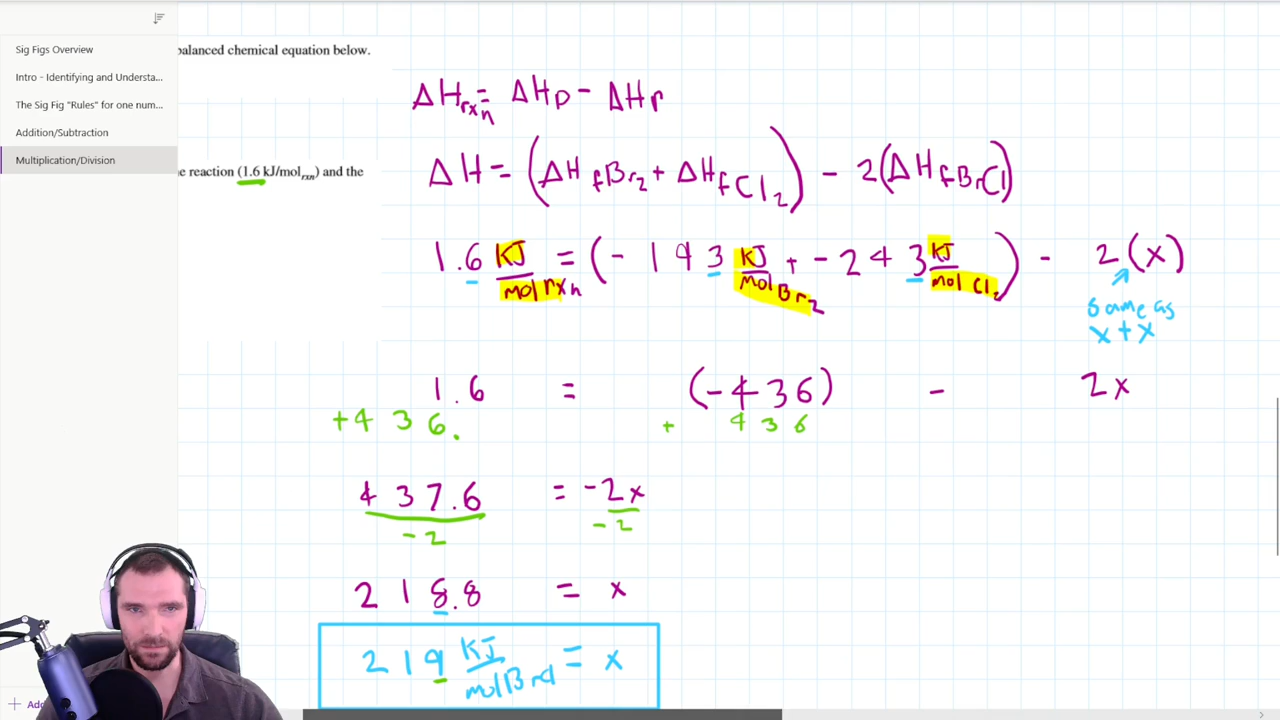 Sig Figs Overview
Intro - Identifying and Understa...
The Sig Fig "Rules" for one num...
Addition/Subtraction
Multiplication/Division
balanced chemical equation below.
e reaction (1.6 kJ/mol_rxn) and the
ΔHrxn = ΔHp - ΔHr
ΔH = (ΔHfBr2 + ΔHfCl2) - 2(ΔHfBrCl)
1.6 KJ/mol rxn = (-193 KJ/mol Br2 + -243 KJ/mol Cl2) - 2(x)
Same as
x + x
1.6 = (-436) - 2x
+436. + 436
437.6 = -2x
-2 -2
218.8 = x
219 KJ/mol BrCl = x